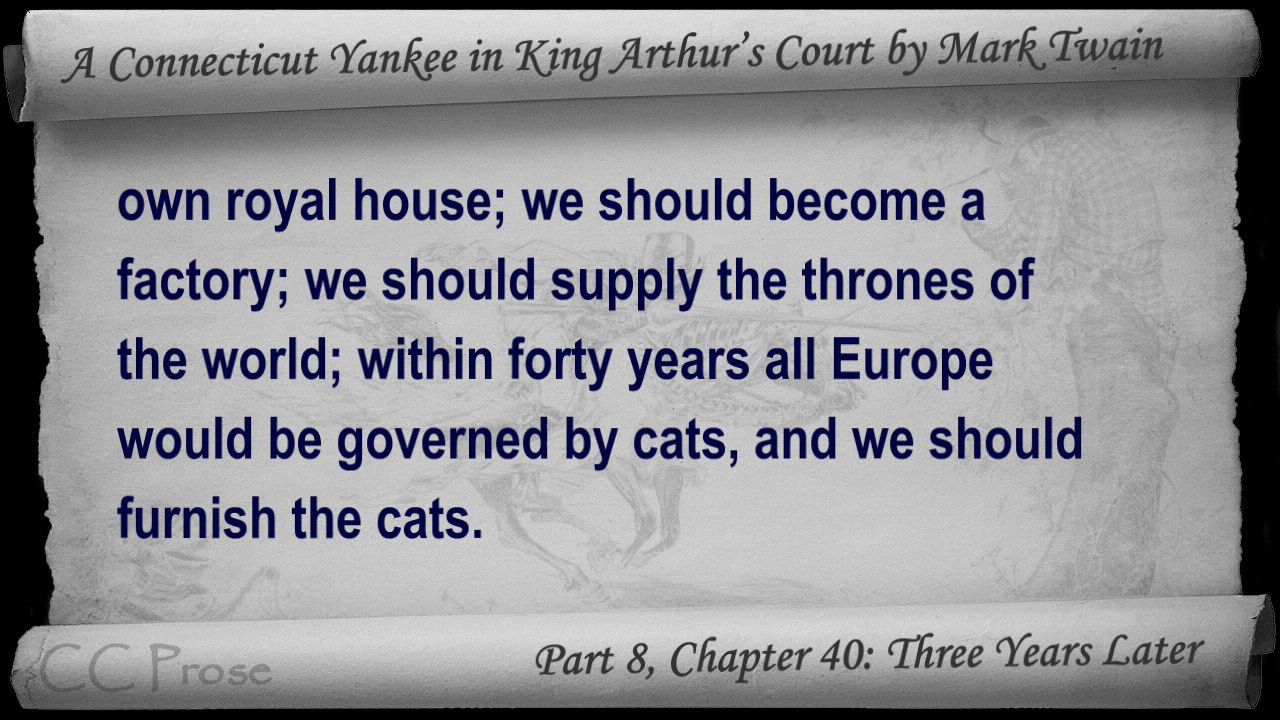 A Connecticut Yankee in King Arthur's Court by Mark Twain
own royal house; we should become a
factory; we should supply the thrones of
the world; within forty years all Europe
would be governed by cats, and we should
furnish the cats.
CC Prose
Part 8, Chapter 40: Three Years Later